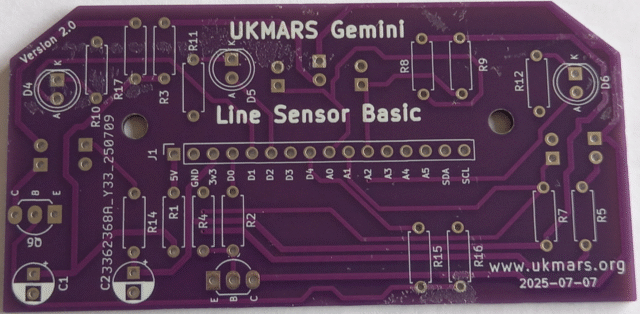 Version 2.0
UKMARS Gemini
R17
R3
R11
K
D5
A
R8
R9
R12
K
D6
A
D4
K
A
R10
Line Sensor Basic
J1
5V
GND
3v3
D0
D1
D2
D3
D4
A0
A1
A2
A3
A4
A5
SDA
SCL
C23362368A_Y33_250709
C
B
E
C1
+
R14
+
R1
R4
R2
E
B
C
R15
R16
R7
R5
www.ukmars.org
2025-07-07